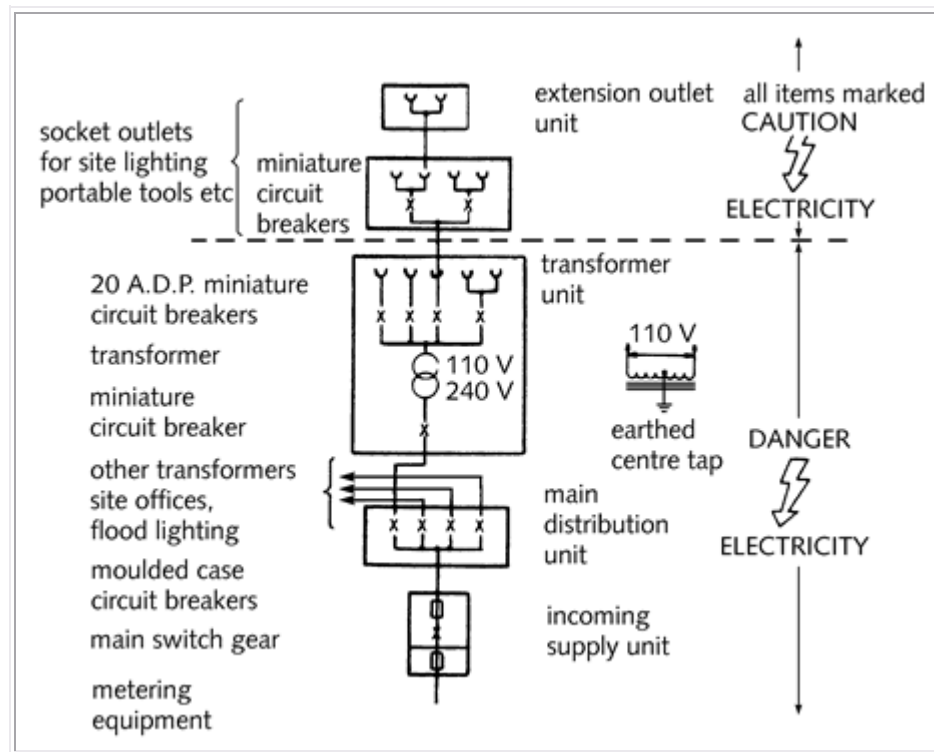 extension outlet
unit
all items marked
CAUTION
ELECTRICITY
socket outlets
for site lighting
portable tools etc
miniature
circuit
breakers
transformer
unit
20 A.D.P. miniature
circuit breakers
transformer
110 V
240 V
110 V
earthed
centre tap
miniature
circuit breaker
DANGER
ELECTRICITY
other transformers
site offices,
flood lighting
main
distribution
unit
moulded case
circuit breakers
main switch gear
incoming
supply unit
metering
equipment